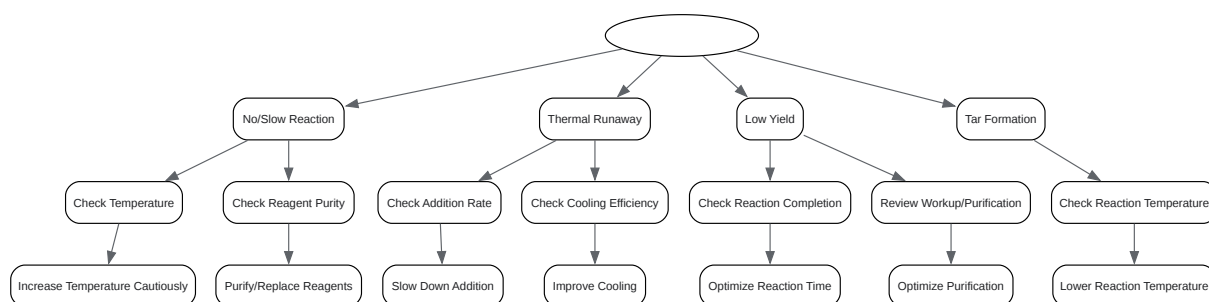 No/Slow Reaction
Thermal Runaway
Low Yield
Tar Formation
Check Temperature
Check Reagent Purity
Check Addition Rate
Check Cooling Efficiency
Check Reaction Completion
Review Workup/Purification
Check Reaction Temperature
Increase Temperature Cautiously
Purify/Replace Reagents
Slow Down Addition
Improve Cooling
Optimize Reaction Time
Optimize Purification
Lower Reaction Temperature